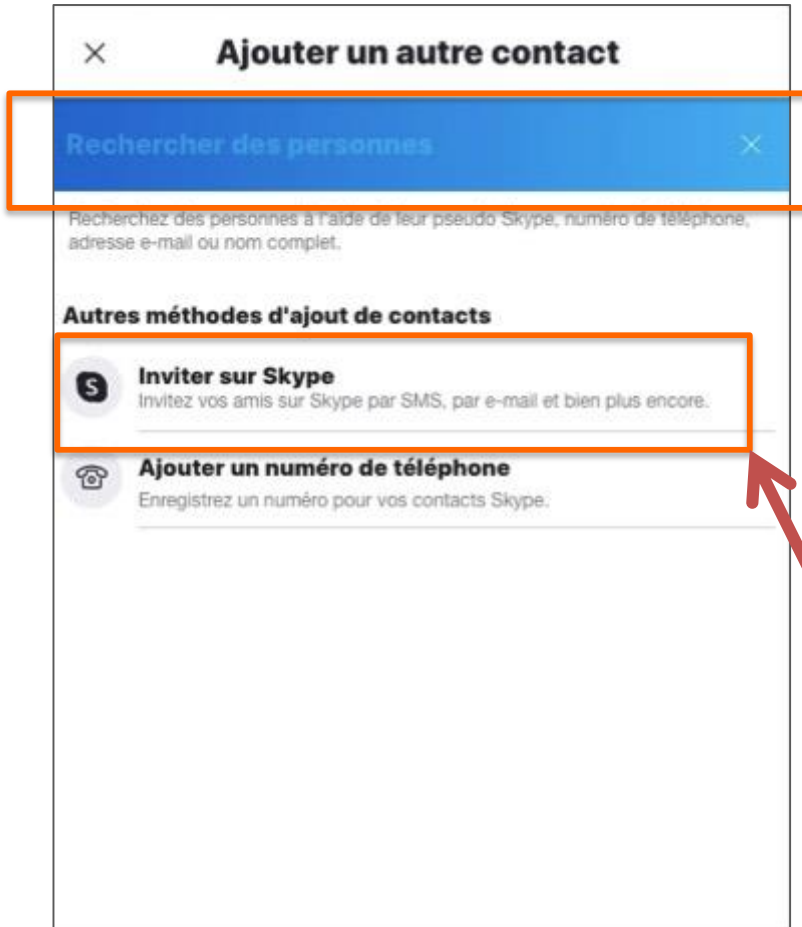 Ajouter un autre contact
Rechercher des personnes
Recherchez des personnes à l'aide de leur pseudo Skype, numéro de téléphone,
adresse e-mail ou nom complet.
Autres méthodes d'ajout de contacts
Inviter sur Skype
Invitez vos amis sur Skype par SMS, par e-mail et bien plus encore.
Ajouter un numéro de téléphone
Enregistrez un numéro pour vos contacts Skype.